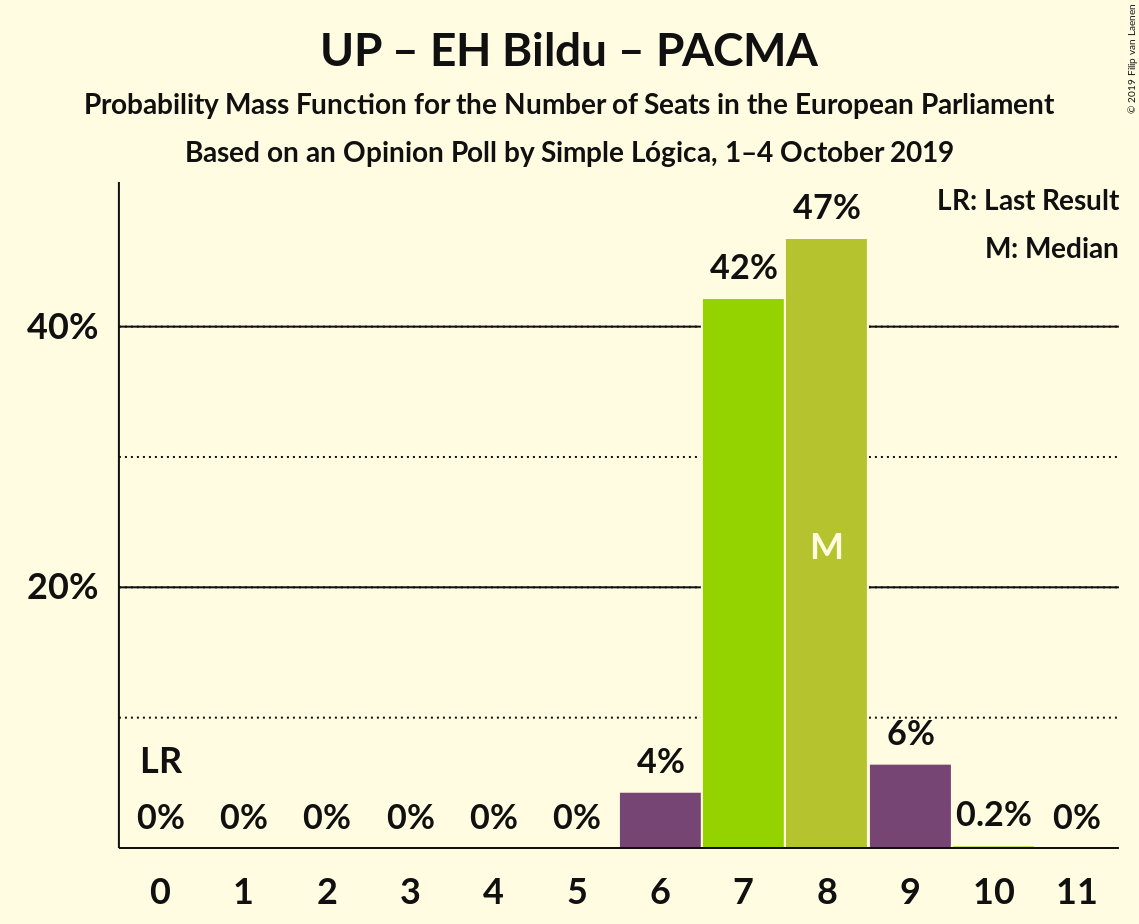 UP – EH Bildu – PACMA
Probability Mass Function for the Number of Seats in the European Parliament
Based on an Opinion Poll by Simple Lógica, 1–4 October 2019
© 2019 Filip van Laenen
LR: Last Result
M: Median
47%
42%
40%
M
20%
6%
LR
4%
0% 0% 0% 0% 0% 0% 0.2% 0%
0 1 2 3 4 5 6 7 8 9 10 11